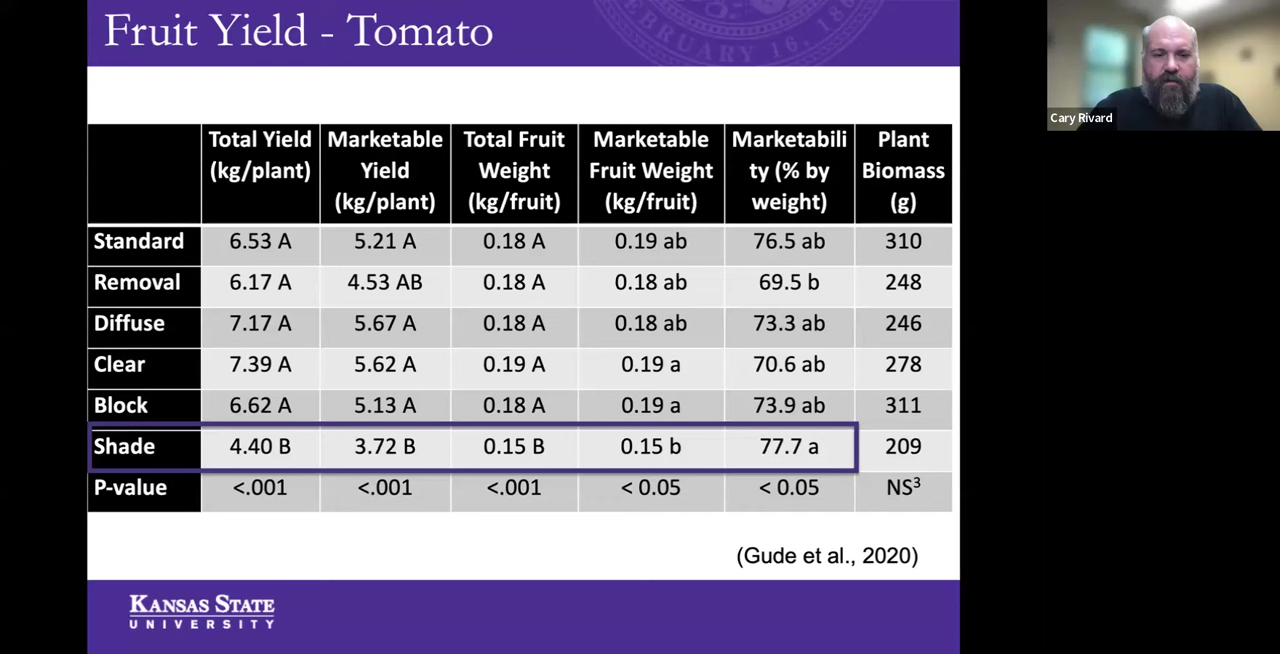 Fruit Yield - Tomato
FEBRUARY 16, 186
Cary Rivard
Total Yield (kg/plant) Marketable Yield (kg/plant) Total Fruit Weight (kg/fruit) Marketable Fruit Weight (kg/fruit) Marketabili ty (% by weight) Plant Biomass (g)
Standard 6.53 A 5.21 A 0.18 A 0.19 ab 76.5 ab 310
Removal 6.17 A 4.53 AB 0.18 A 0.18 ab 69.5 b 248
Diffuse 7.17 A 5.67 A 0.18 A 0.18 ab 73.3 ab 246
Clear 7.39 A 5.62 A 0.19 A 0.19 a 70.6 ab 278
Block 6.62 A 5.13 A 0.18 A 0.19 a 73.9 ab 311
Shade 4.40 B 3.72 B 0.15 B 0.15 b 77.7 a 209
P-value <.001 <.001 <.001 < 0.05 < 0.05 NS³
(Gude et al., 2020)
KANSAS STATE
UNIVERSITY